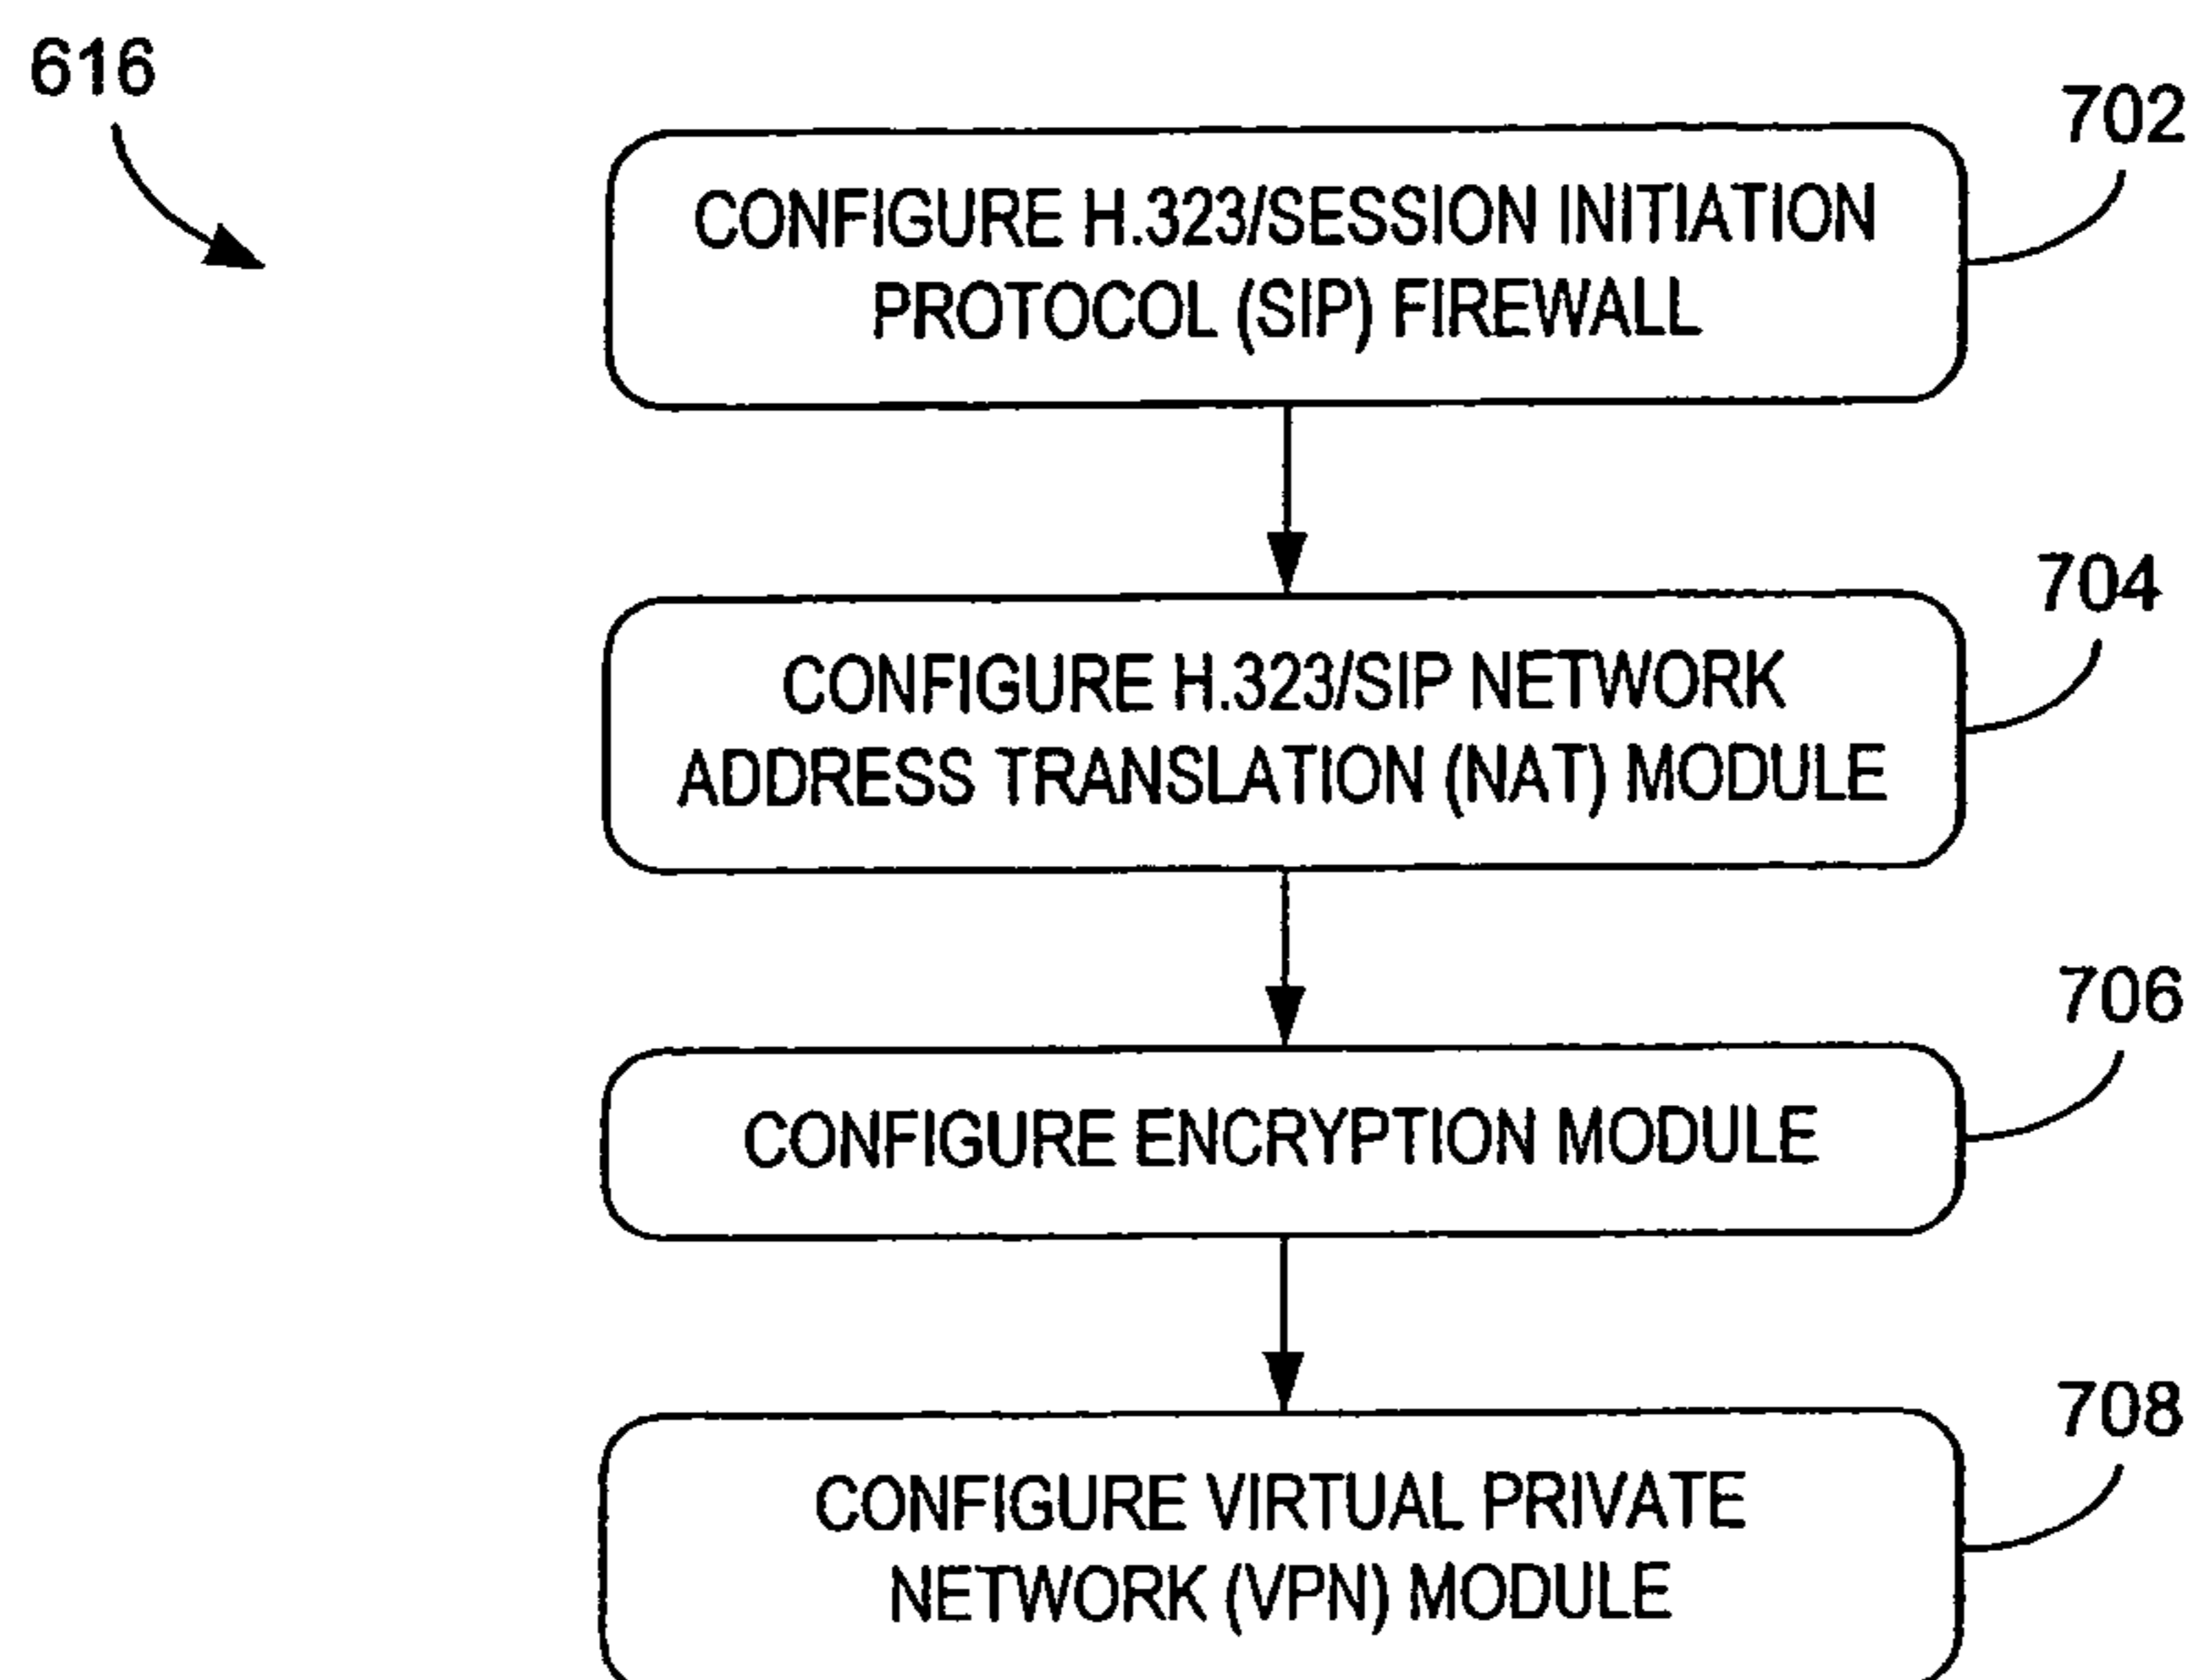 616
702
CONFIGURE H.323/SESSION INITIATION
PROTOCOL (SIP) FIREWALL
704
CONFIGURE H.323/SIP NETWORK
ADDRESS TRANSLATION (NAT) MODULE
706
CONFIGURE ENCRYPTION MODULE
708
CONFIGURE VIRTUAL PRIVATE
NETWORK (VPN) MODULE